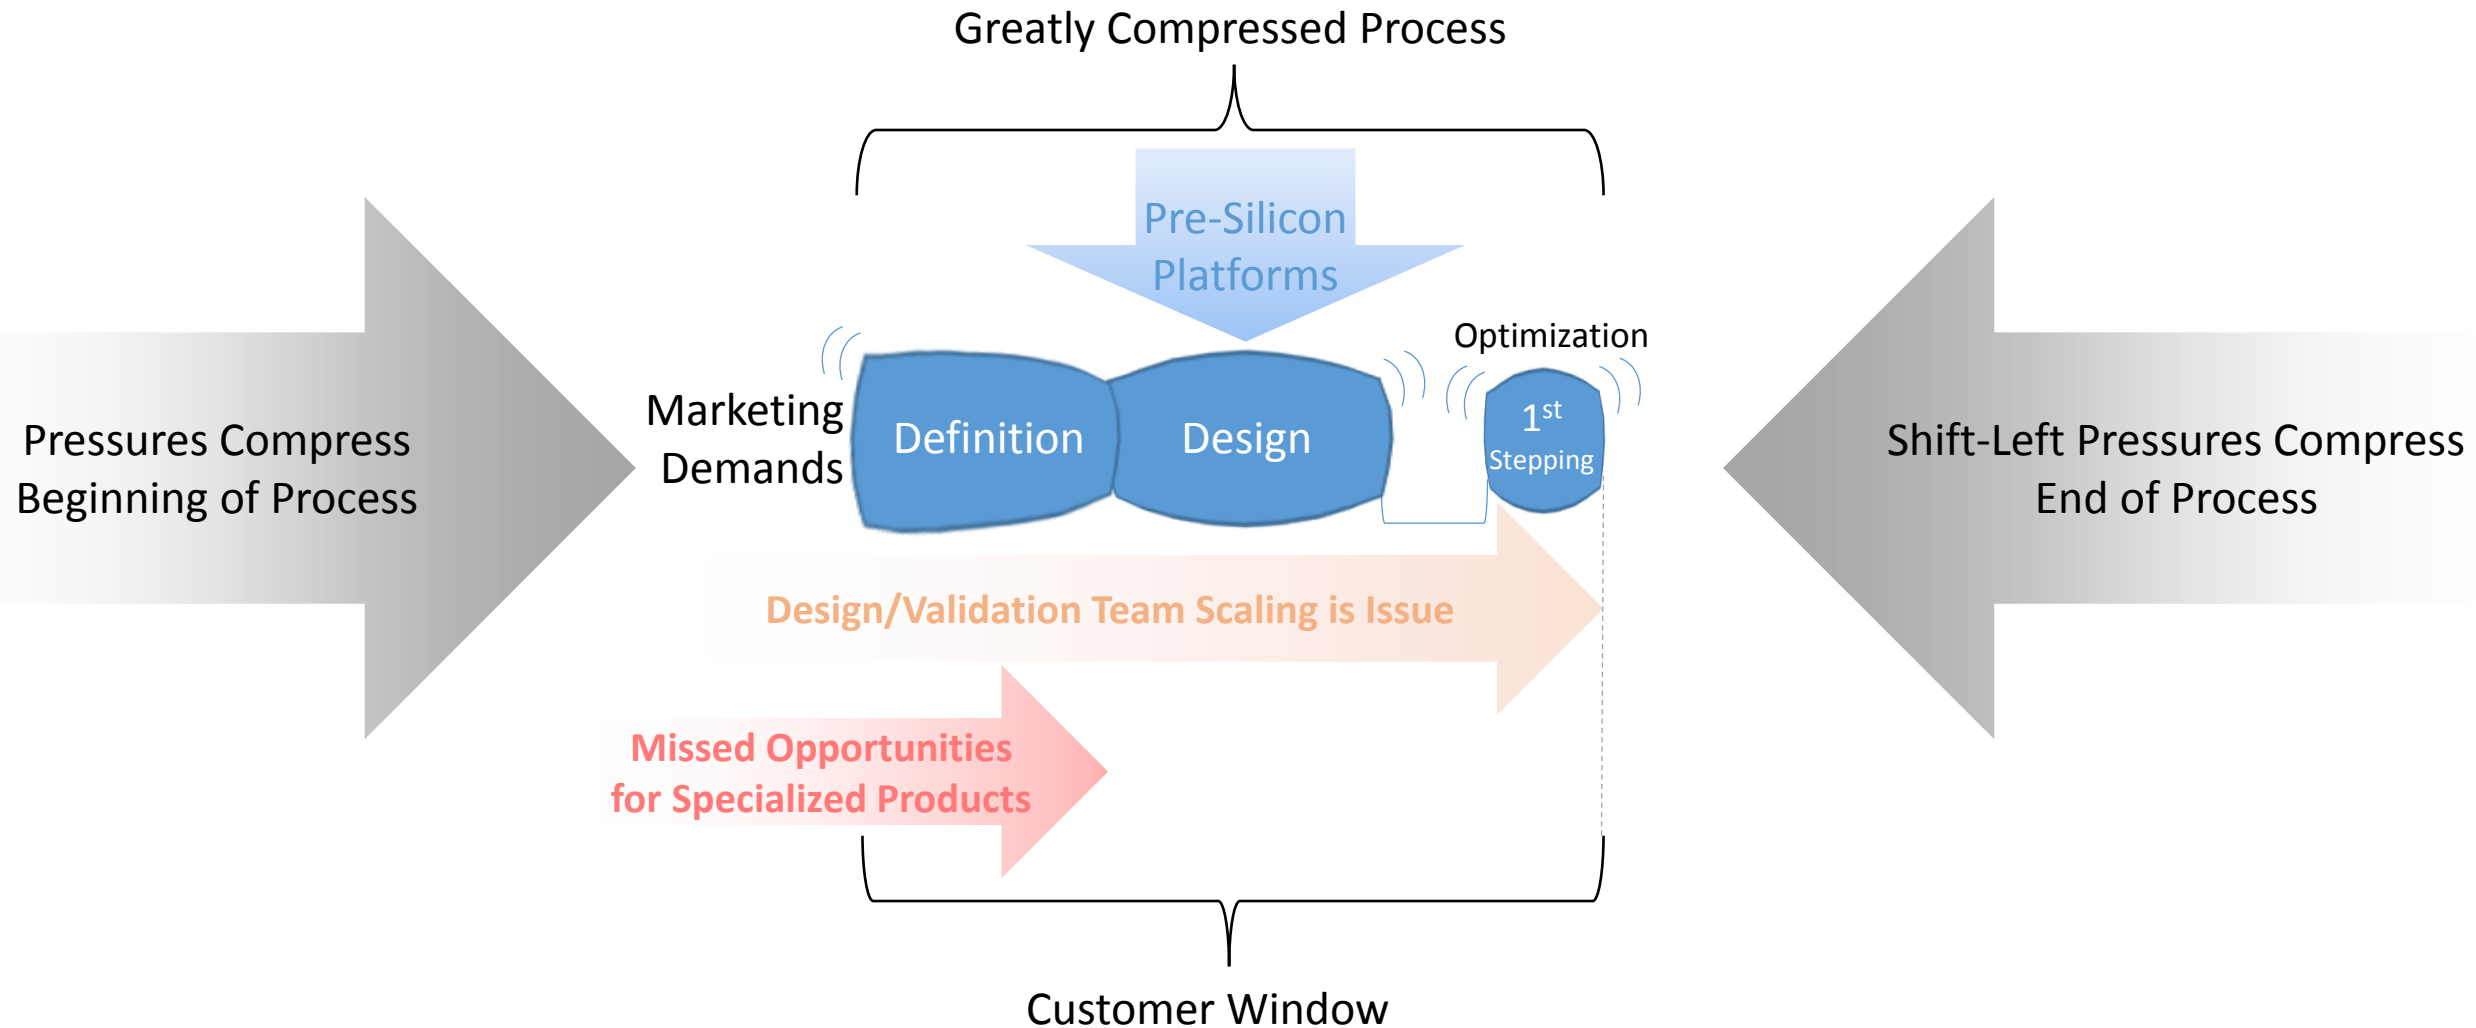 Greatly Compressed Process
Pre-Silicon
Platforms
Optimization
Marketing
Demands
Definition
Design
1st
Stepping
Pressures Compress
Beginning of Process
Shift-Left Pressures Compress
End of Process
Design/Validation Team Scaling is Issue
Missed Opportunities
for Specialized Products
Customer Window